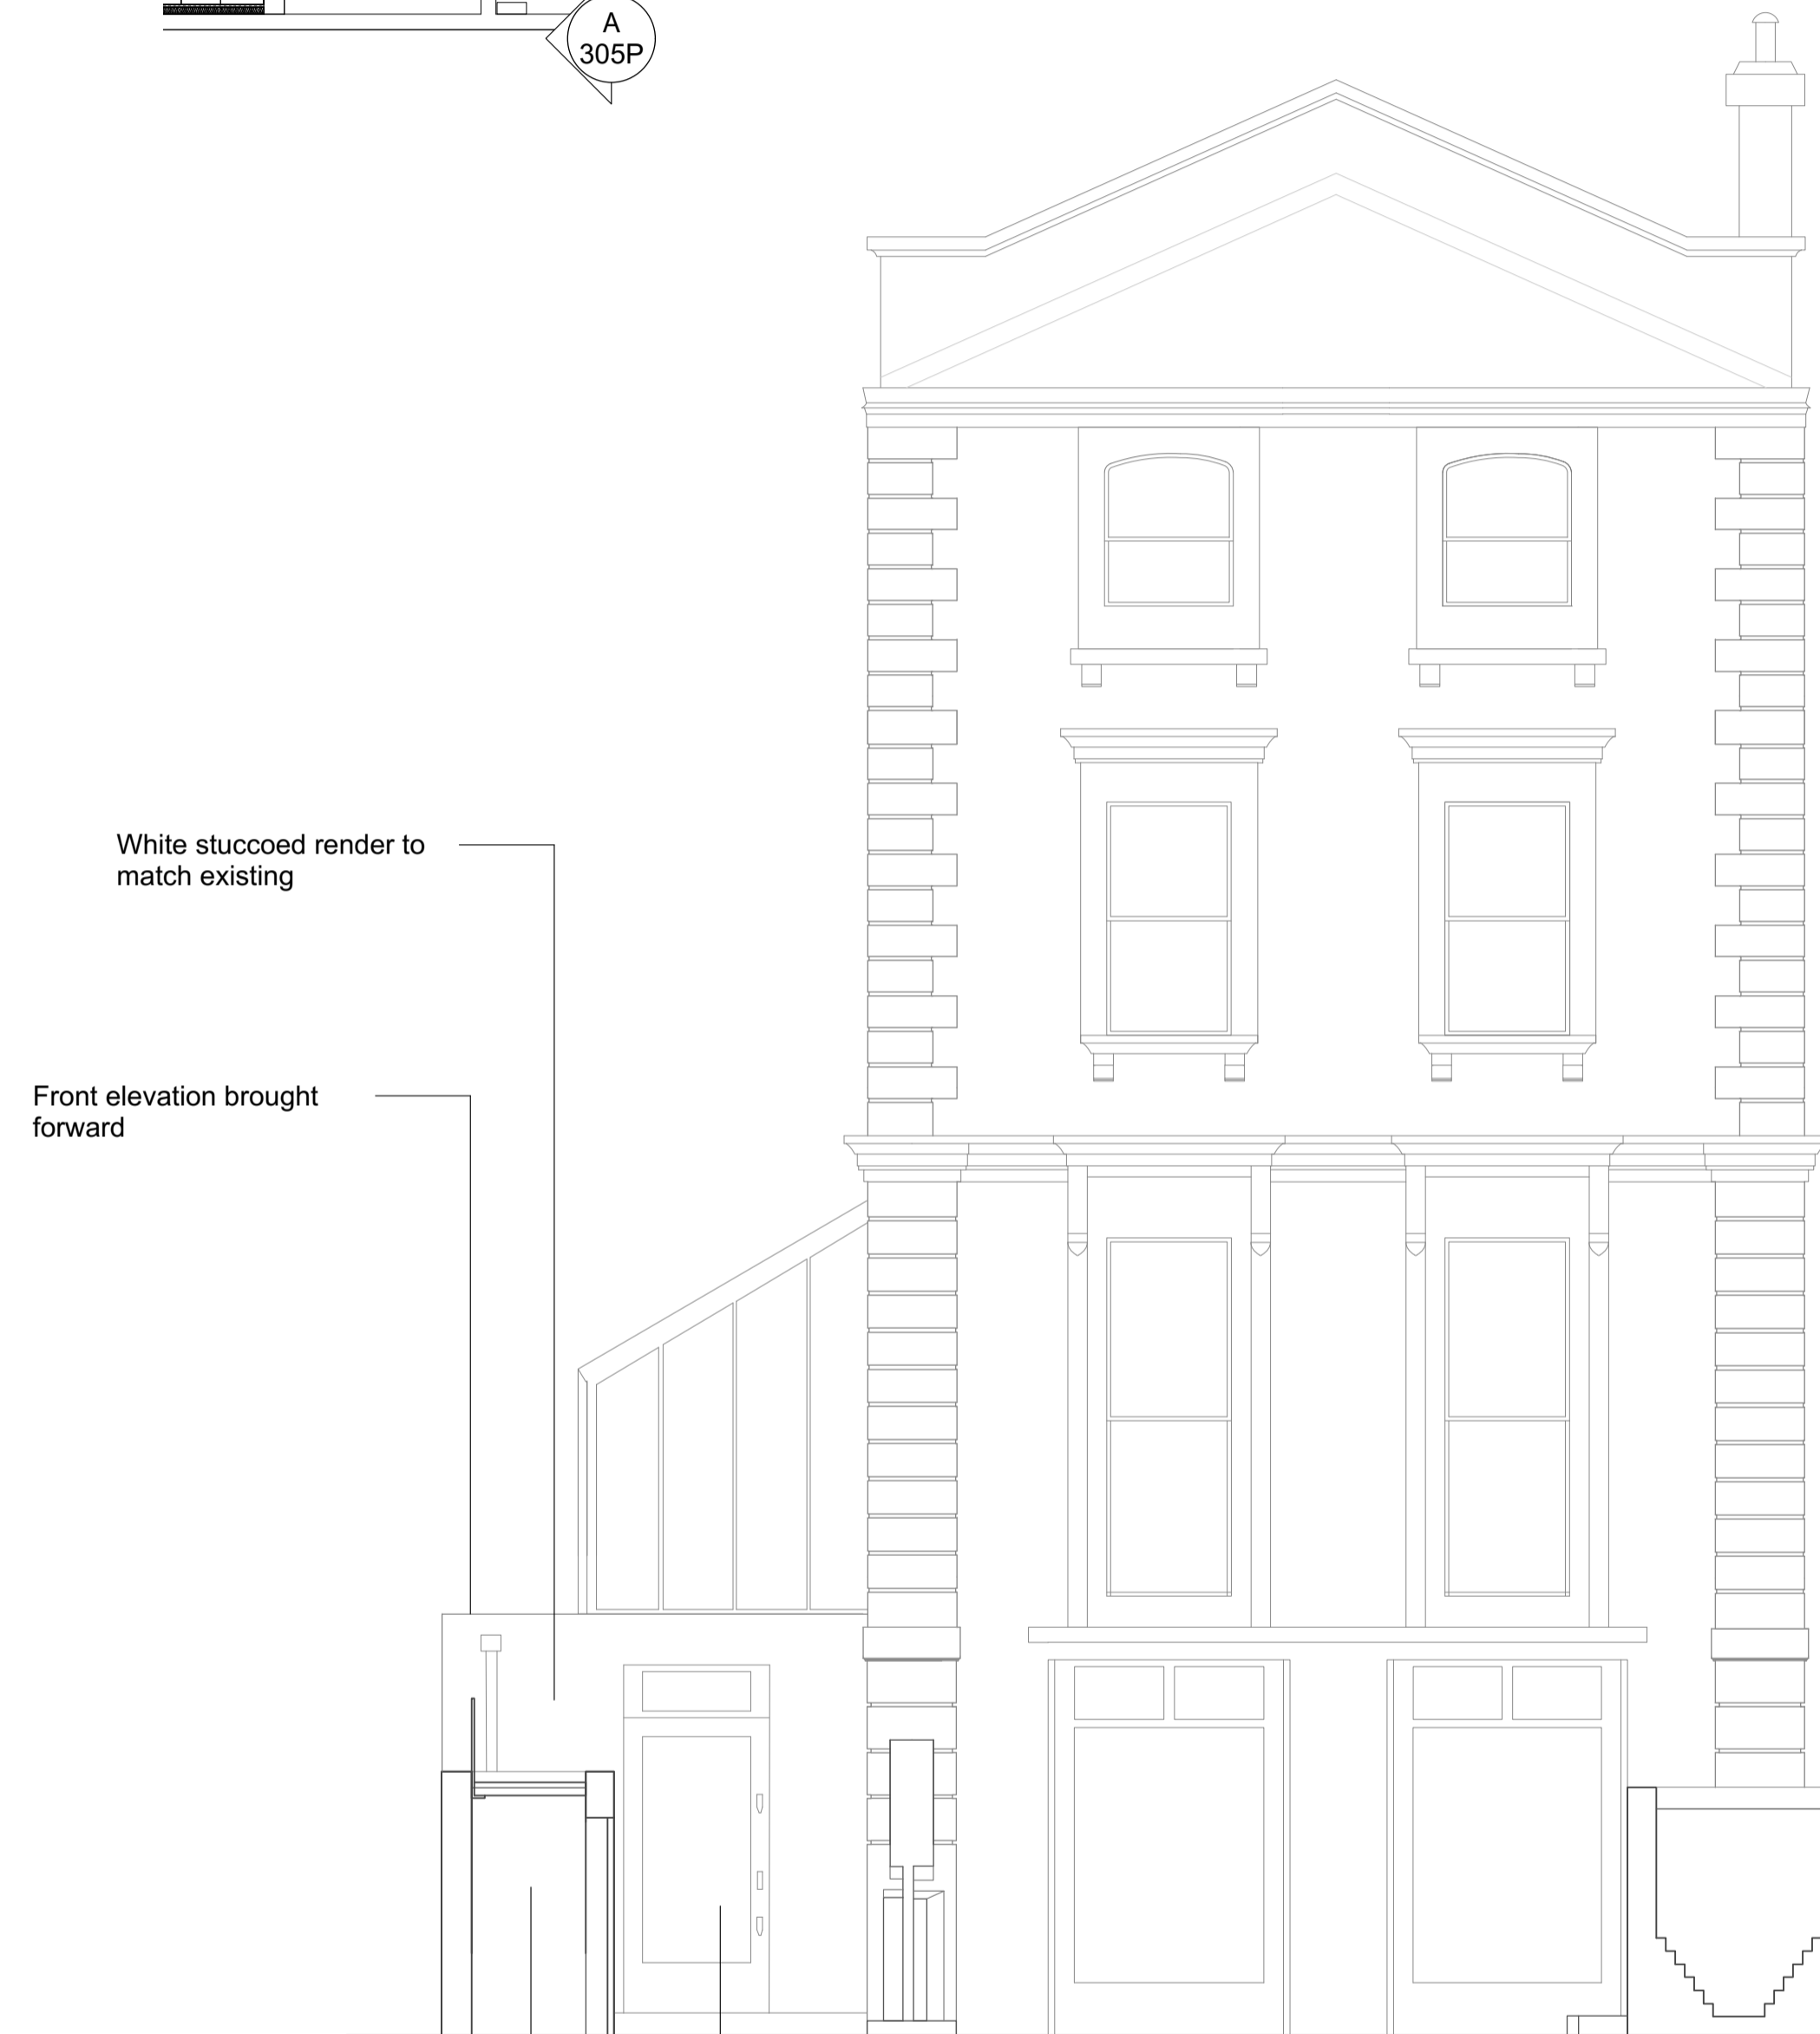 A
305P
White stuccoed render to
match existing
Front elevation brought
forward